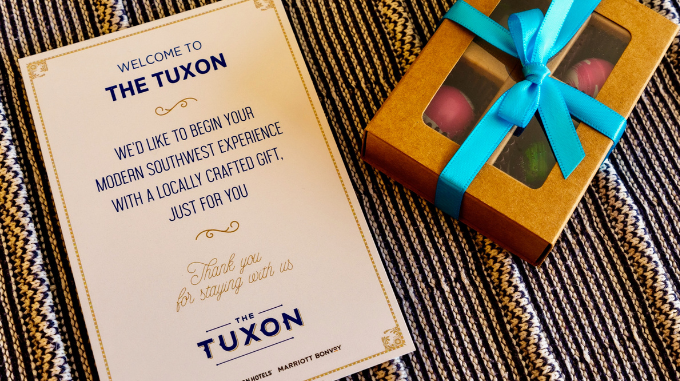 WELCOME TO
THE TUXON
WE'D LIKE TO BEGIN YOUR
MODERN SOUTHWEST EXPERIENCE
WITH A LOCALLY CRAFTED GIFT,
JUST FOR YOU
Thank you
for staying with us
THE
TUXON
HOTELS MARRIOTT BONVOY